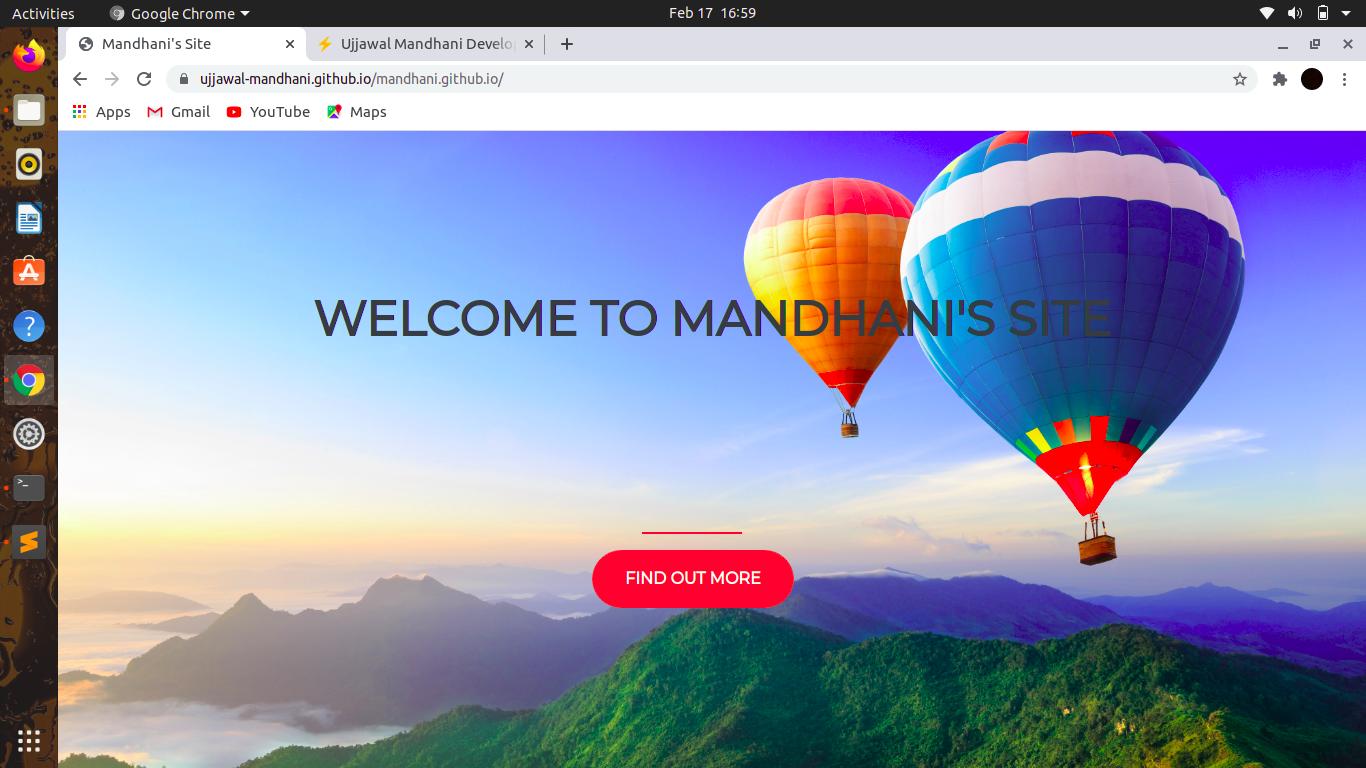 Activities Google Chrome Feb 17 16:59
Mandhani's Site Ujjawal Mandhani Develo
ujjawal-mandhani.github.io/mandhani.github.io/
Apps Gmail YouTube Maps
WELCOME TO MANDHANI'S SITE
FIND OUT MORE